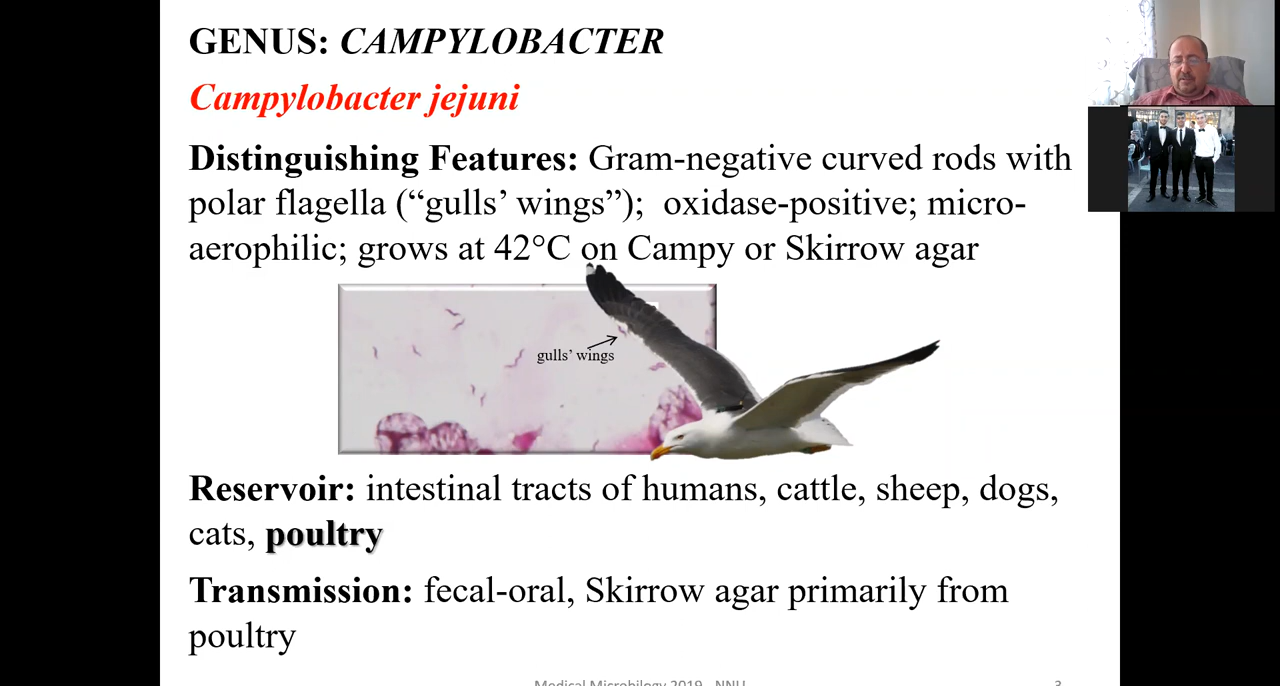 GENUS: CAMPYLOBACTER
Campylobacter jejuni
Distinguishing Features: Gram-negative curved rods with
polar flagella (“gulls’ wings”);  oxidase-positive; micro-
aerophilic; grows at 42°C on Campy or Skirrow agar
gulls’ wings
Reservoir: intestinal tracts of humans, cattle, sheep, dogs,
cats, poultry
Transmission: fecal-oral, Skirrow agar primarily from
poultry
Medical Microbilogy 2019 - NNU 3